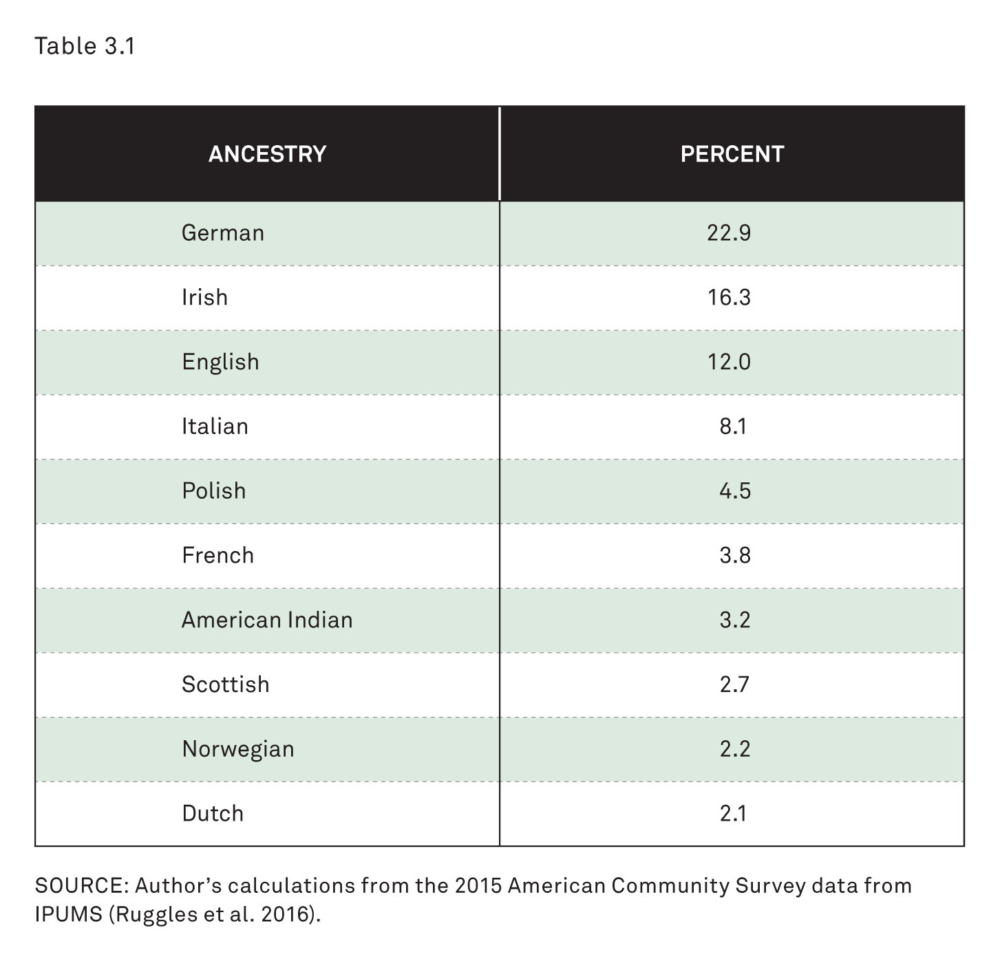 Table 3.1
ANCESTRY PERCENT
German 22.9
Irish 16.3
English 12.0
Italian 8.1
Polish 4.5
French 3.8
American Indian 3.2
Scottish 2.7
Norwegian 2.2
Dutch 2.1
SOURCE: Author’s calculations from the 2015 American Community Survey data from
IPUMS (Ruggles et al. 2016).